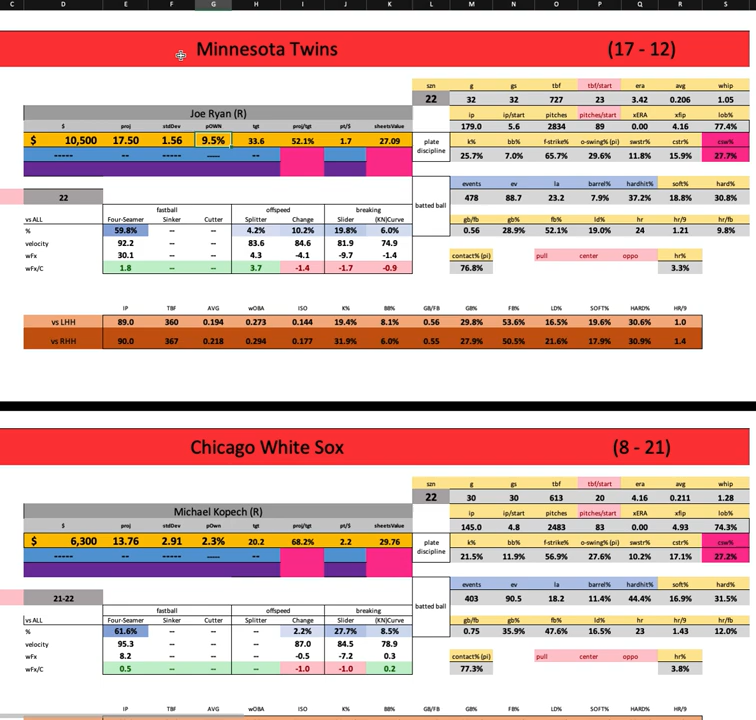 C D E F G H I J K L M N O P Q R S
Minnesota Twins (17 - 12)
szn g gs tbf tbf/start era avg whip
22 32 32 727 23 3.42 0.206 1.05
Joe Ryan (R) ip ip/start pitches pitches/start xERA xfip lob%
$ proj stdDev pOWN tgt proj/tgt pt/$ sheetsValue 179.0 5.6 2834 89 0.00 4.16 77.4%
$ 10,500 17.50 1.56 9.5% 33.6 52.1% 1.7 27.09 plate discipline k% bb% f-strike% o-swing% (pi) swstr% cstr% csw%
----- -- -- ---- -- 25.7% 7.0% 65.7% 29.6% 11.8% 15.9% 27.7%
events ev la barrel% hardhit% soft% hard%
22 batted ball 478 88.7 23.2 7.9% 37.2% 18.8% 30.8%
fastball offspeed breaking gb/fb gb% fb% ld% hr hr/9 hr/fb
vs ALL Four-Seamer Sinker Cutter Splitter Change Slider (KN)Curve 0.56 28.9% 52.1% 19.0% 24 1.21 9.8%
% 59.8% -- -- 4.2% 10.2% 19.8% 6.0%
velocity 92.2 -- -- 83.6 84.6 81.9 74.9
wFx 30.1 -- -- 4.3 -4.1 -9.7 -1.4 contact% (pi) pull center oppo hr%
wFx/C 1.8 -- -- 3.7 -1.4 -1.7 -0.9 76.8% 3.3%
IP TBF AVG wOBA ISO K% BB% GB/FB GB% FB% LD% SOFT% HARD% HR/9
vs LHH 89.0 360 0.194 0.273 0.144 19.4% 8.1% 0.56 29.8% 53.6% 16.5% 19.6% 30.6% 1.0
vs RHH 90.0 367 0.218 0.294 0.177 31.9% 6.0% 0.55 27.9% 50.5% 21.6% 17.9% 30.9% 1.4
Chicago White Sox (8 - 21)
szn g gs tbf tbf/start era avg whip
22 30 30 613 20 4.16 0.211 1.28
Michael Kopech (R) ip ip/start pitches pitches/start xERA xfip lob%
$ proj stdDev pOwn tgt proj/tgt pt/$ sheetsValue 145.0 4.8 2483 83 0.00 4.93 74.3%
$ 6,300 13.76 2.91 2.3% 20.2 68.2% 2.2 29.76 plate discipline k% bb% f-strike% o-swing% (pi) swstr% cstr% csw%
----- -- -- ---- -- 21.5% 11.9% 56.9% 27.6% 10.2% 17.1% 27.2%
events ev la barrel% hardhit% soft% hard%
21-22 batted ball 403 90.5 18.2 11.4% 44.4% 16.9% 31.5%
fastball offspeed breaking gb/fb gb% fb% ld% hr hr/9 hr/fb
vs ALL Four-Seamer Sinker Cutter Splitter Change Slider (KN)Curve 0.75 35.9% 47.6% 16.5% 23 1.43 12.0%
% 61.6% -- -- -- 2.2% 27.7% 8.5%
velocity 95.3 -- -- -- 87.0 84.5 78.9
wFx 8.2 -- -- -- -0.5 -7.2 0.3 contact% (pi) pull center oppo hr%
wFx/C 0.5 -- -- -- -1.0 -1.0 0.2 77.3% 3.8%
IP TBF AVG wOBA ISO K% BB% GB/FB GB% FB% LD% SOFT% HARD% HR/9